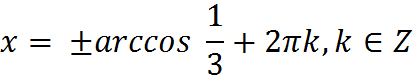 x = ±arccos 1/3 + 2πk, k ∈ Z